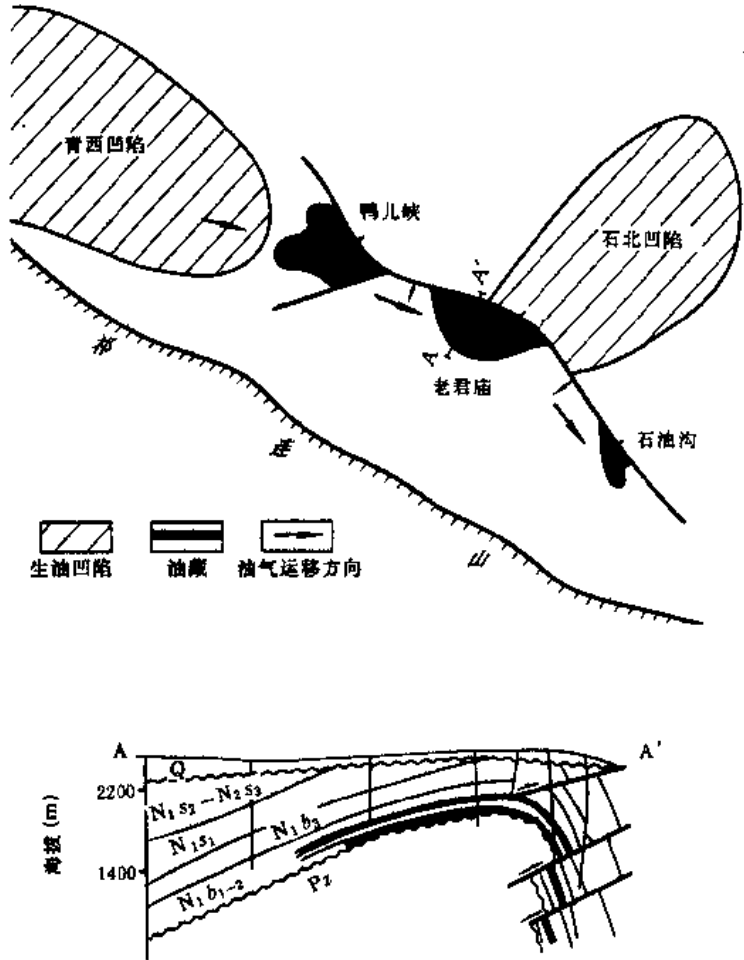 青西凹陷
鸭儿峡
石北凹陷
A'
A
老君庙
石油沟
祁
连
山
生油凹陷 油藏 油气运移方向
A A'
Q
2200
N₁s₂－N₂s₃
N₁s₁
N₁b₃
海拔(m)
1400
N₁b₁₋₂
Pz